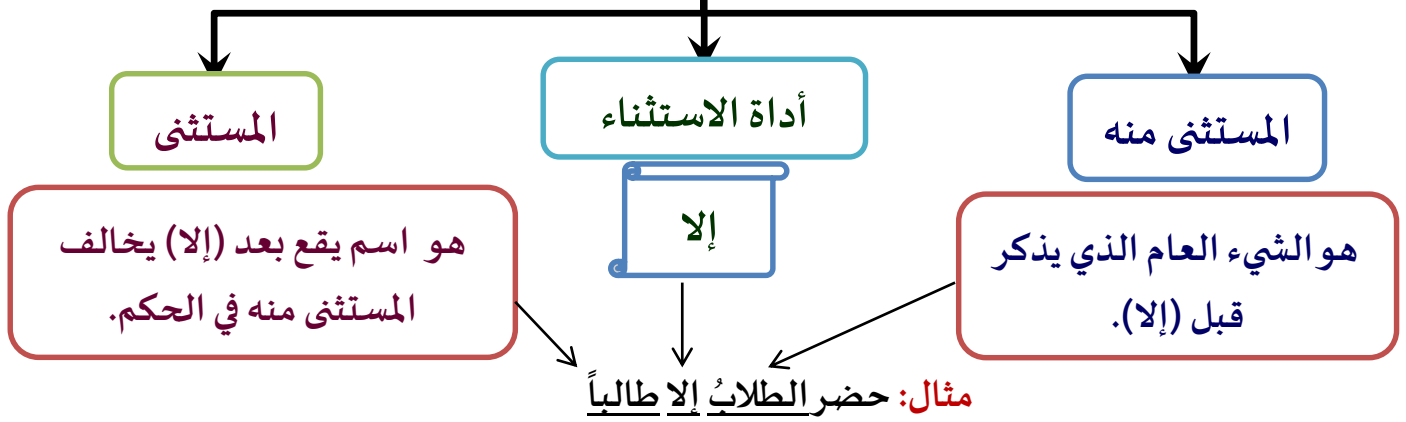 المستثنى منه
أداة الاستثناء
المستثنى
هو الشيء العام الذي يذكر
قبل (إلا).
إلا
هو اسم يقع بعد (إلا) يخالف
المستثنى منه في الحكم.
مثال: حضر الطلابُ إلا طالباً